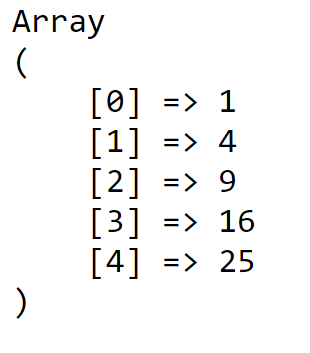 Array
(
    [0] => 1
    [1] => 4
    [2] => 9
    [3] => 16
    [4] => 25
)